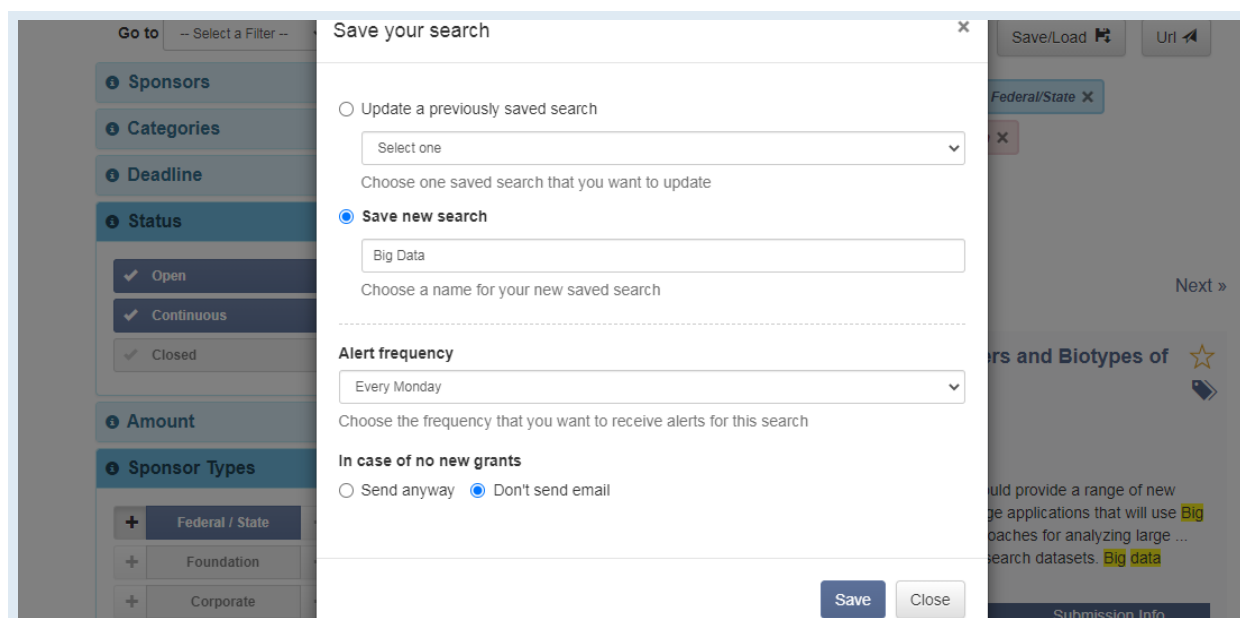 Go to -- Select a Filter --
Sponsors
Categories
Deadline
Status
Open
Continuous
Closed
Amount
Sponsor Types
Federal / State
Foundation
Corporate
Save your search ×
Update a previously saved search
Select one
Choose one saved search that you want to update
Save new search
Big Data
Choose a name for your new saved search
Alert frequency
Every Monday
Choose the frequency that you want to receive alerts for this search
In case of no new grants
Send anyway Don't send email
Save Close
Save/Load Url
Federal/State
Next »
and Biotypes of
provide a range of new
applications that will use Big
for analyzing large ...
datasets. Big data
Submission Info